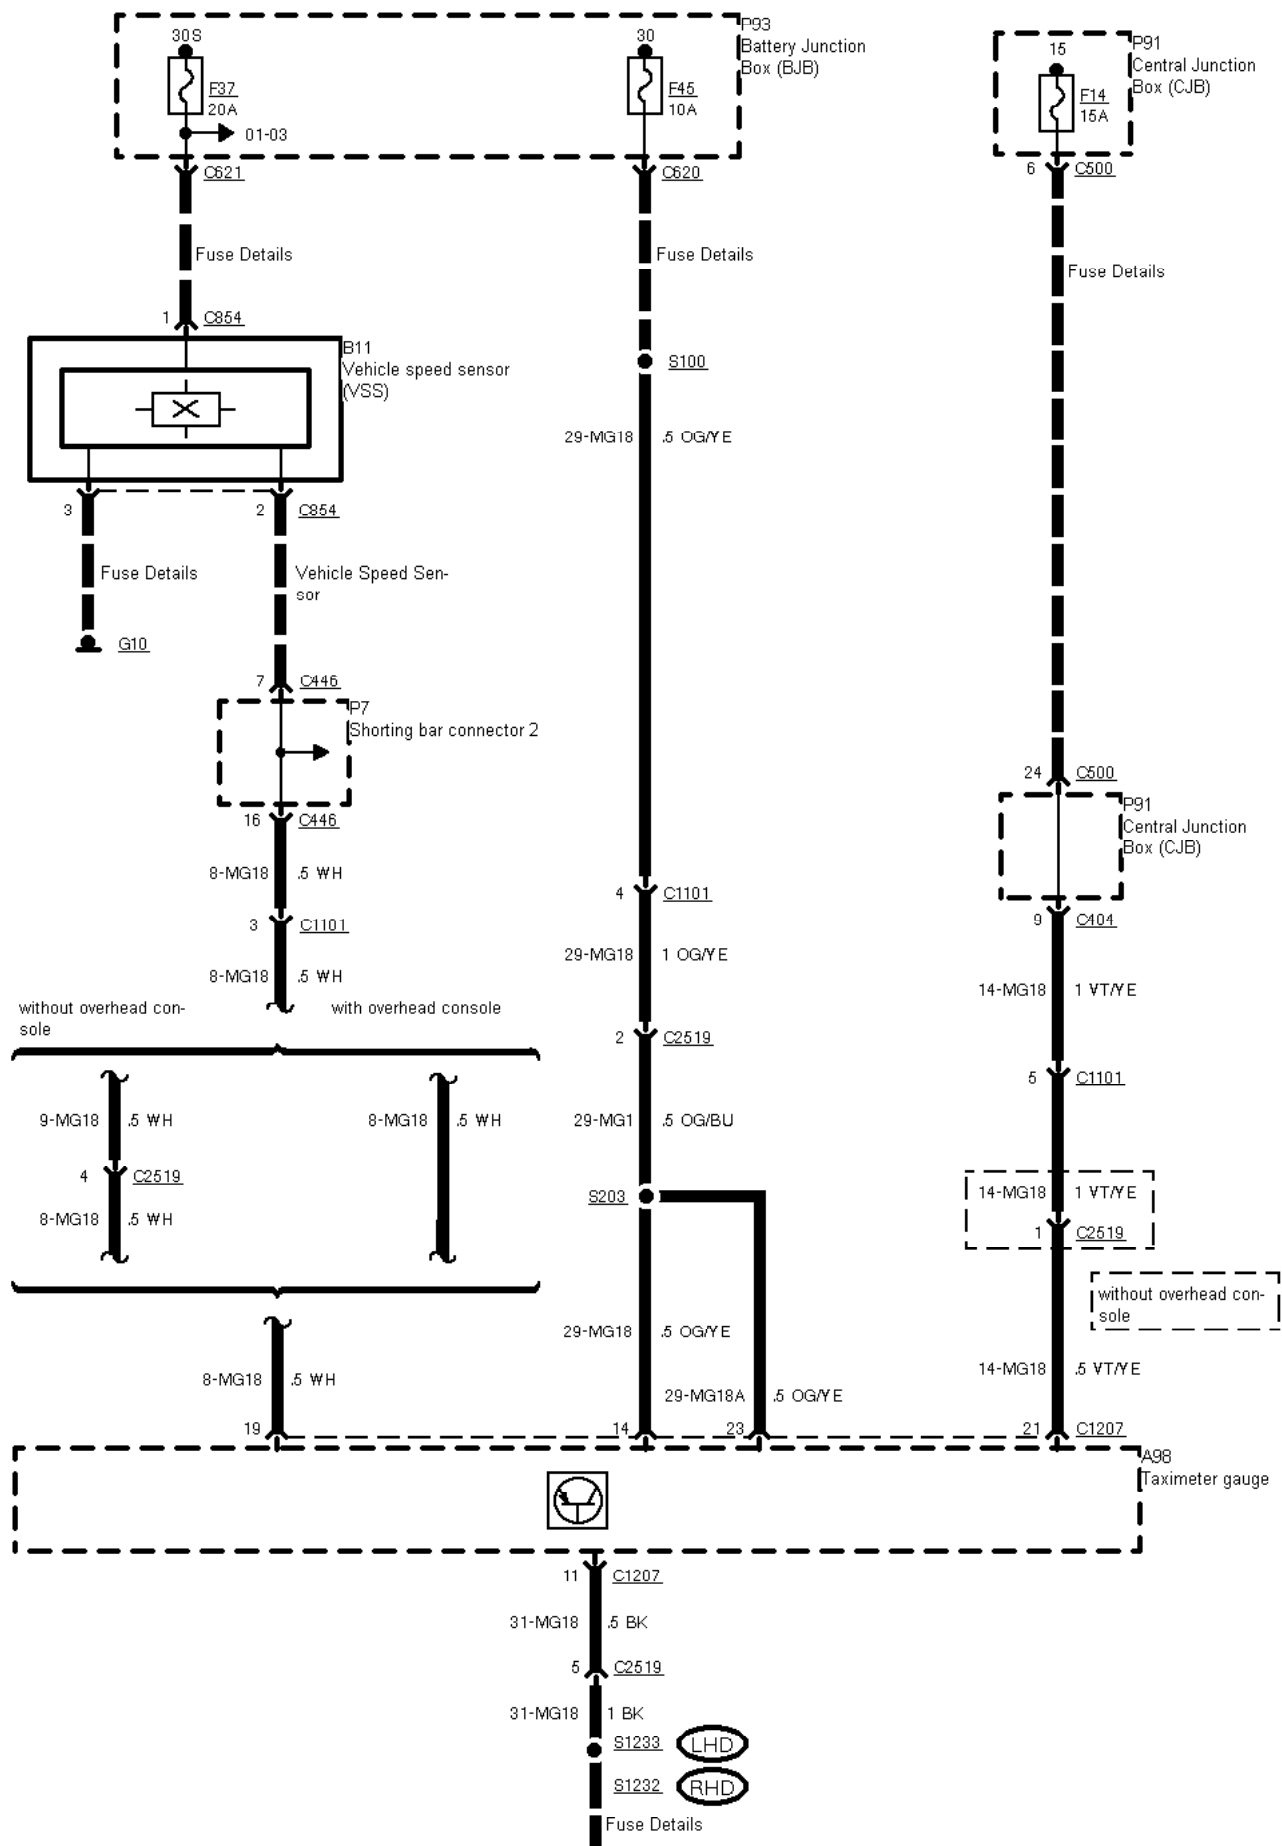 30S
30
P93
Battery Junction
Box (BJB)
15
P91
Central Junction
Box (CJB)
F37
20A
F45
10A
F14
15A
01-03
C621
C620
6
C500
Fuse Details
Fuse Details
Fuse Details
1
C854
B11
Vehicle speed sensor
(VSS)
S100
29-MG18
.5 OG/YE
3
2
C854
Fuse Details
Vehicle Speed Sen-
sor
G10
7
C446
P7
Shorting bar connector 2
24
C500
P91
Central Junction
Box (CJB)
16
C446
8-MG18
.5 WH
4
C1101
9
C404
3
C1101
29-MG18
1 OG/YE
8-MG18
.5 WH
14-MG18
1 VT/YE
without overhead con-
sole
with overhead console
2
C2519
5
C1101
9-MG18
.5 WH
8-MG18
.5 WH
29-MG1
.5 OG/BU
4
C2519
S203
14-MG18
1 VT/YE
8-MG18
.5 WH
1
C2519
without overhead con-
sole
29-MG18
.5 OG/YE
8-MG18
.5 WH
14-MG18
.5 VT/YE
29-MG18A
.5 OG/YE
19
14
23
21
C1207
A98
Taximeter gauge
11
C1207
31-MG18
.5 BK
5
C2519
31-MG18
1 BK
S1233
LHD
S1232
RHD
Fuse Details